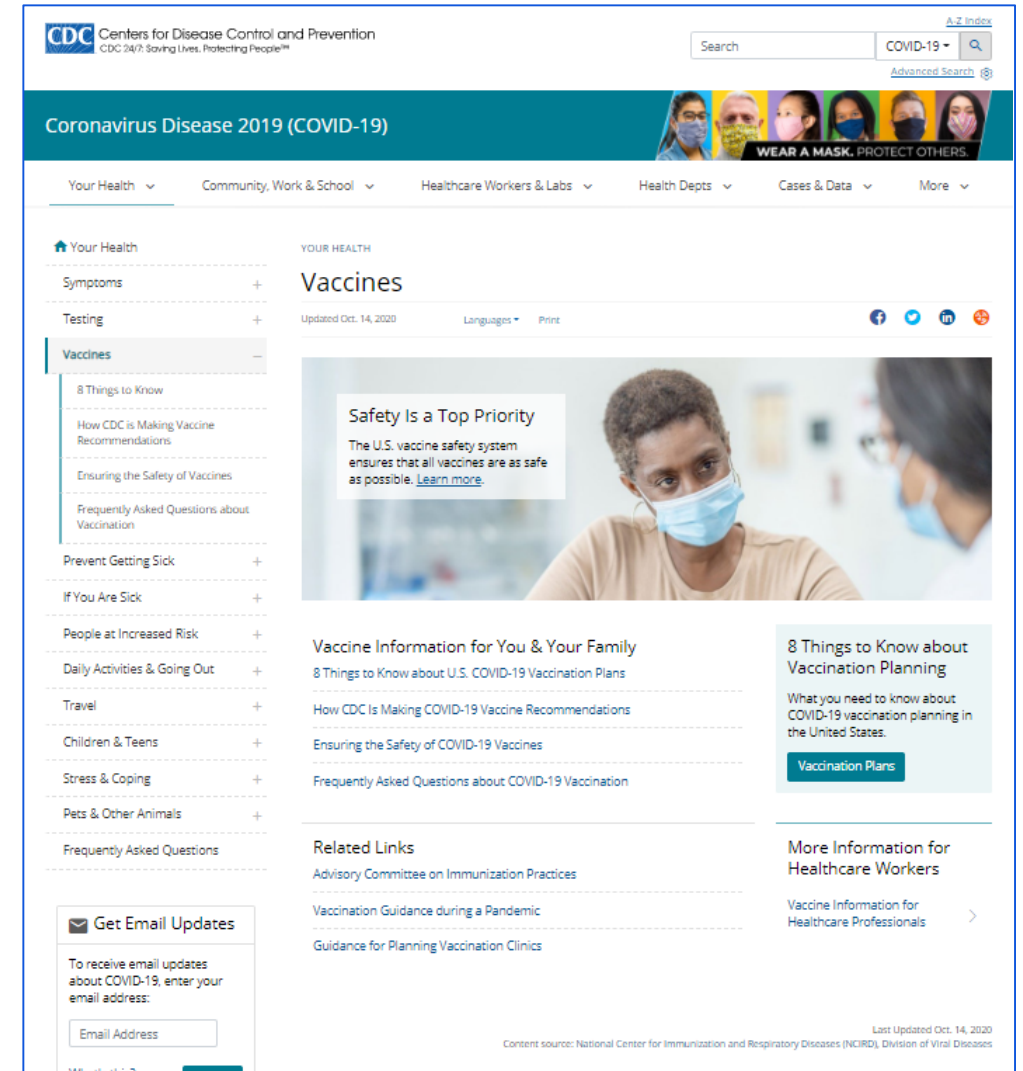 A-Z Index
CDC Centers for Disease Control and Prevention
CDC 24/7: Saving Lives. Protecting People™
Search
COVID-19
Advanced Search
Coronavirus Disease 2019 (COVID-19)
WEAR A MASK. PROTECT OTHERS.
Your Health
Community, Work & School
Healthcare Workers & Labs
Health Depts
Cases & Data
More
Your Health
Symptoms
Testing
Vaccines
8 Things to Know
How CDC is Making Vaccine
Recommendations
Ensuring the Safety of Vaccines
Frequently Asked Questions about
Vaccination
Prevent Getting Sick
If You Are Sick
People at Increased Risk
Daily Activities & Going Out
Travel
Children & Teens
Stress & Coping
Pets & Other Animals
Frequently Asked Questions
Get Email Updates
To receive email updates
about COVID-19, enter your
email address:
Email Address
YOUR HEALTH
Vaccines
Updated Oct. 14, 2020
Languages
Print
Safety Is a Top Priority
The U.S. vaccine safety system
ensures that all vaccines are as safe
as possible. Learn more.
Vaccine Information for You & Your Family
8 Things to Know about U.S. COVID-19 Vaccination Plans
How CDC Is Making COVID-19 Vaccine Recommendations
Ensuring the Safety of COVID-19 Vaccines
Frequently Asked Questions about COVID-19 Vaccination
8 Things to Know about
Vaccination Planning
What you need to know about
COVID-19 vaccination planning in
the United States.
Vaccination Plans
Related Links
Advisory Committee on Immunization Practices
Vaccination Guidance during a Pandemic
Guidance for Planning Vaccination Clinics
More Information for
Healthcare Workers
Vaccine Information for
Healthcare Professionals
Last Updated Oct. 14, 2020
Content source: National Center for Immunization and Respiratory Diseases (NCIRD), Division of Viral Diseases